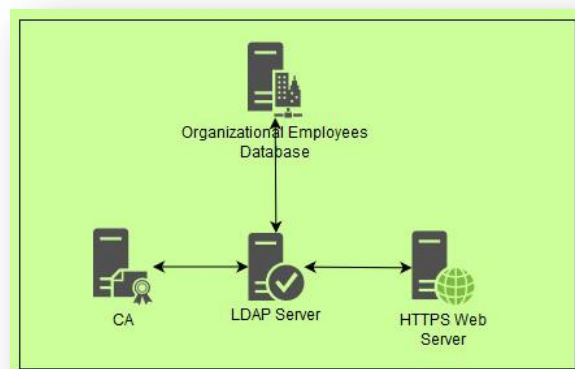 Organizational Employees
Database
CA
LDAP Server
HTTPS Web
Server